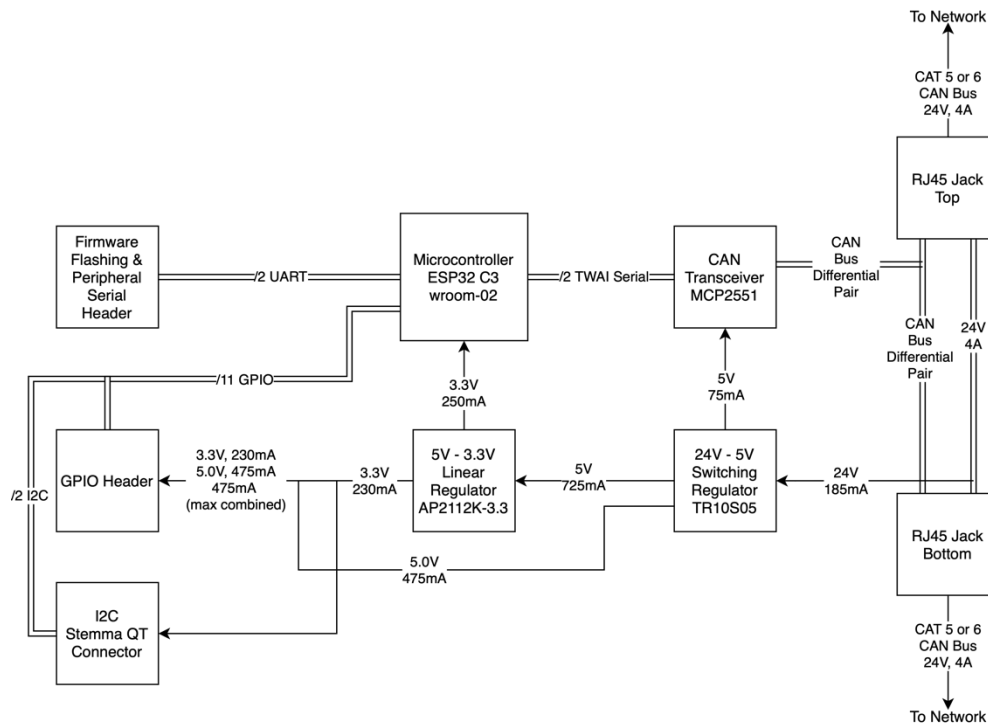 To Network
CAT 5 or 6
CAN Bus
24V, 4A
RJ45 Jack
Top
Firmware
Flashing &
Peripheral
Serial
Header
/2 UART
Microcontroller
ESP32 C3
wroom-02
/2 TWAI Serial
CAN
Transceiver
MCP2551
CAN
Bus
Differential
Pair
CAN
Bus
Differential
Pair
24V
4A
/11 GPIO
3.3V
250mA
5V
75mA
/2 I2C
GPIO Header
3.3V, 230mA
5.0V, 475mA
475mA
(max combined)
3.3V
230mA
5V - 3.3V
Linear
Regulator
AP2112K-3.3
5V
725mA
24V - 5V
Switching
Regulator
TR10S05
24V
185mA
RJ45 Jack
Bottom
5.0V
475mA
I2C
Stemma QT
Connector
CAT 5 or 6
CAN Bus
24V, 4A
To Network